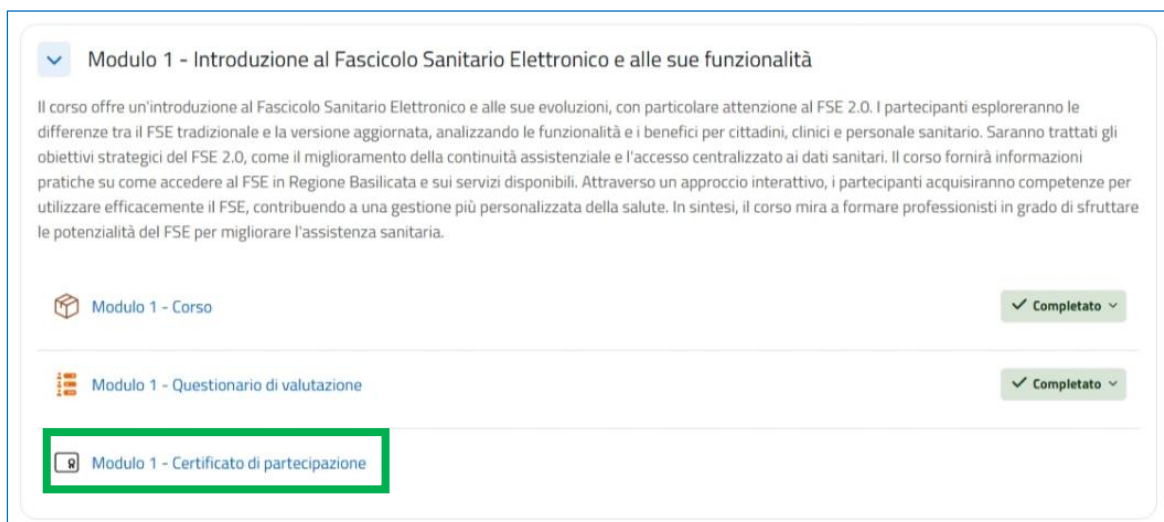 Modulo 1 - Introduzione al Fascicolo Sanitario Elettronico e alle sue funzionalità
Il corso offre un'introduzione al Fascicolo Sanitario Elettronico e alle sue evoluzioni, con particolare attenzione al FSE 2.0. I partecipanti esploreranno le
differenze tra il FSE tradizionale e la versione aggiornata, analizzando le funzionalità e i benefici per cittadini, clinici e personale sanitario. Saranno trattati gli
obiettivi strategici del FSE 2.0, come il miglioramento della continuità assistenziale e l'accesso centralizzato ai dati sanitari. Il corso fornirà informazioni
pratiche su come accedere al FSE in Regione Basilicata e sui servizi disponibili. Attraverso un approccio interattivo, i partecipanti acquisiranno competenze per
utilizzare efficacemente il FSE, contribuendo a una gestione più personalizzata della salute. In sintesi, il corso mira a formare professionisti in grado di sfruttare
le potenzialità del FSE per migliorare l'assistenza sanitaria.
Modulo 1 - Corso
Completato
Modulo 1 - Questionario di valutazione
Completato
Modulo 1 - Certificato di partecipazione